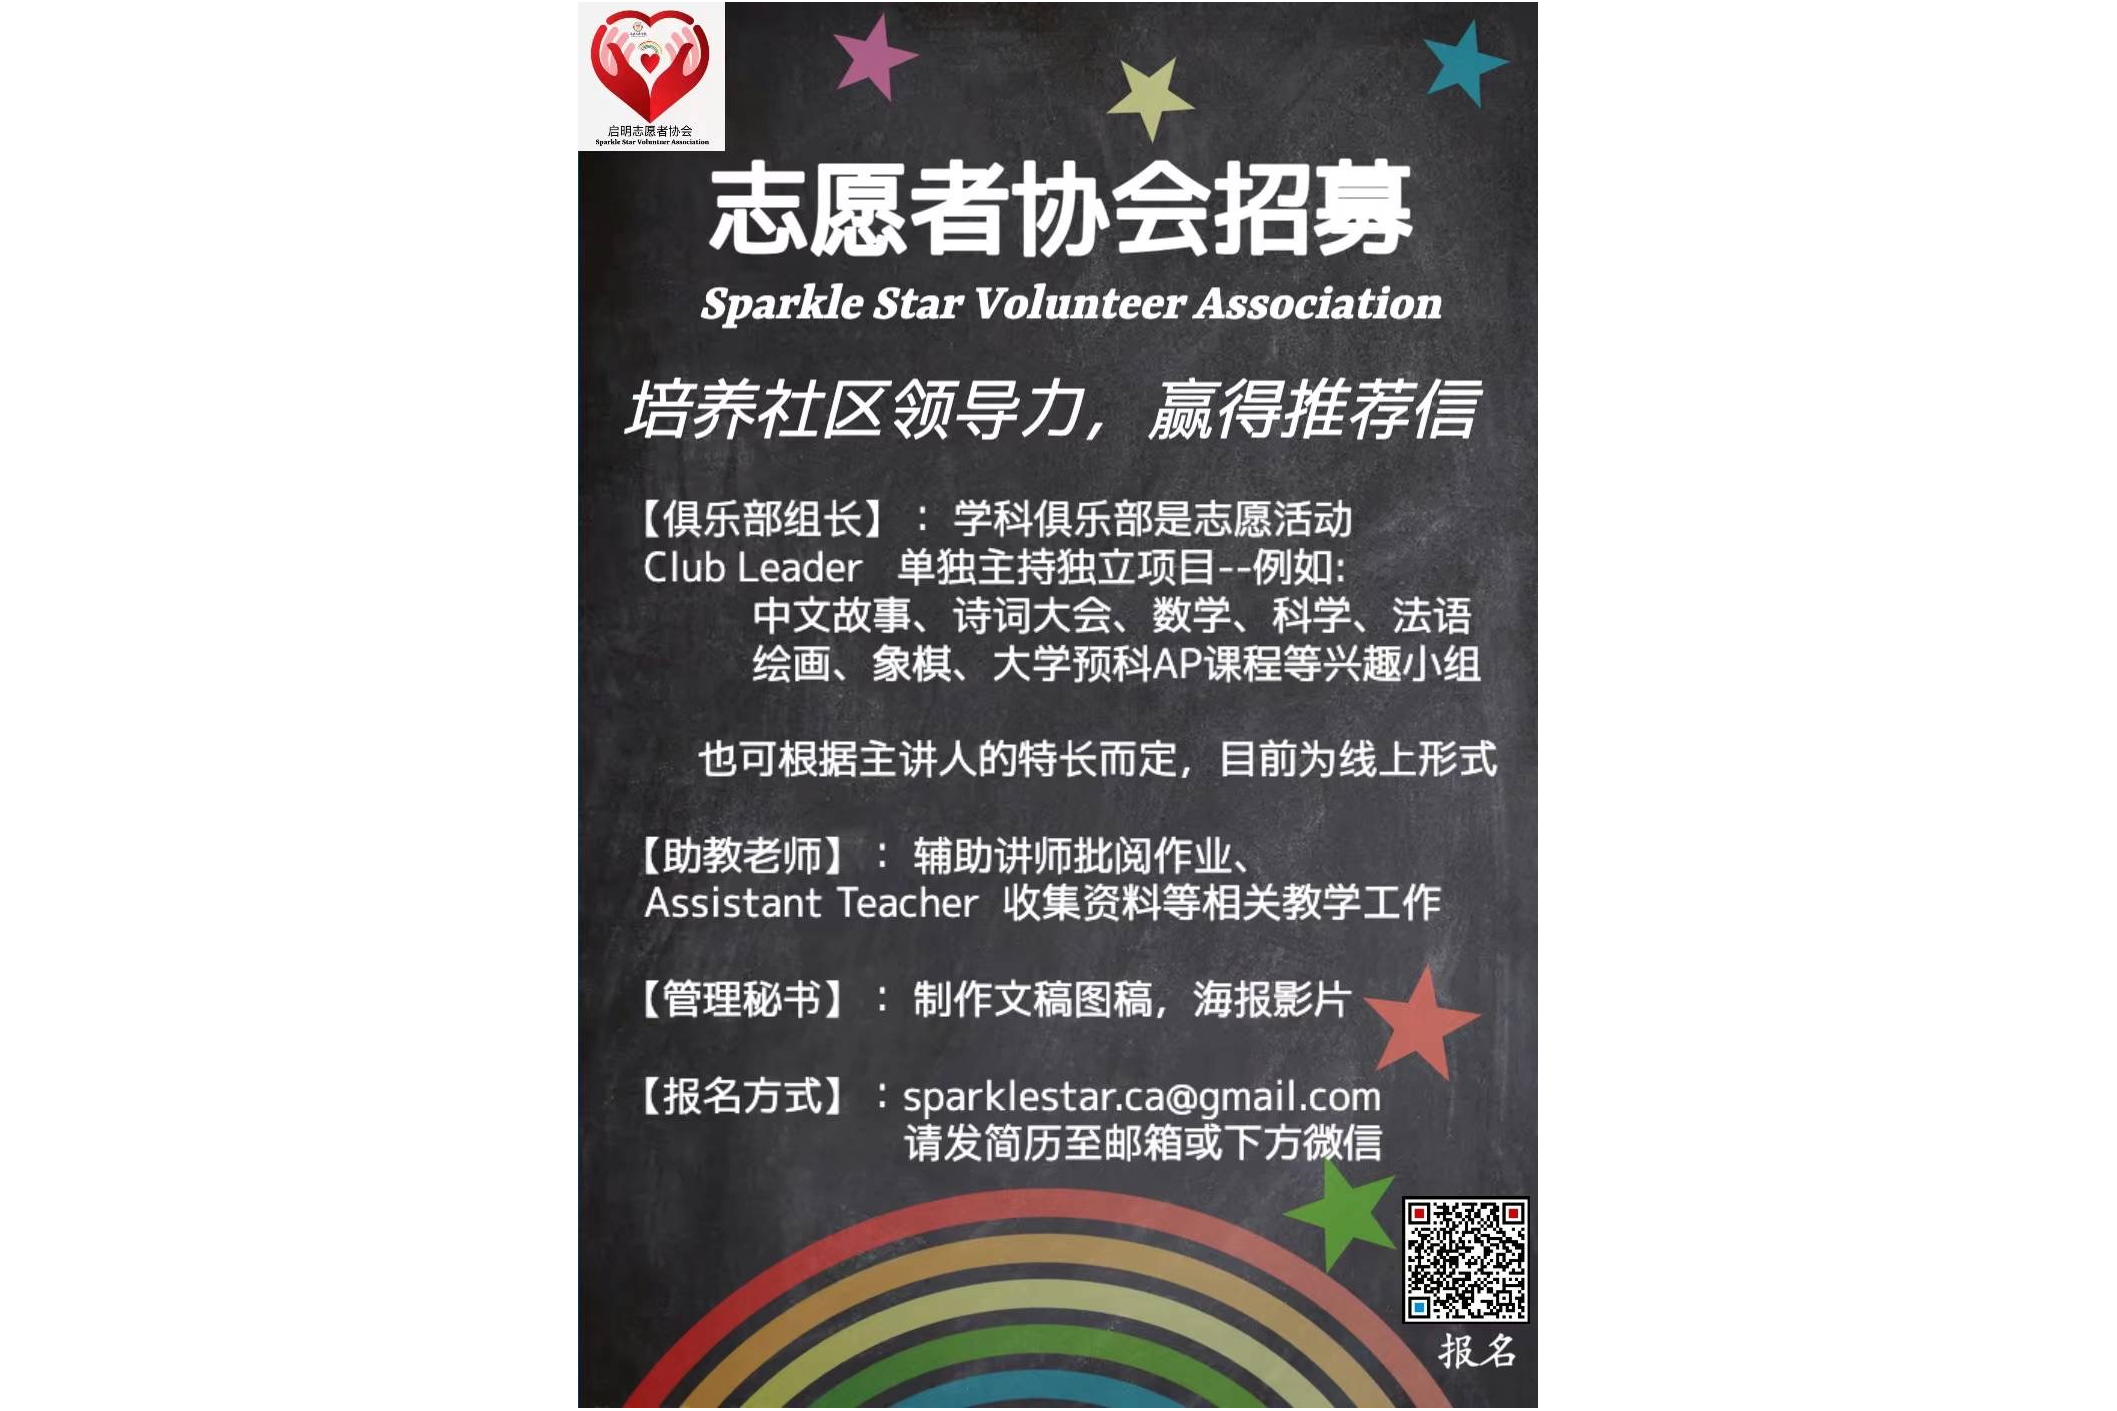 启明志愿者协会
Sparkle Star Volunteer Association
志愿者协会招募
Sparkle Star Volunteer Association
培养社区领导力，赢得推荐信
【俱乐部组长】：学科俱乐部是志愿活动
Club Leader 单独主持独立项目--例如:
中文故事、诗词大会、数学、科学、法语
绘画、象棋、大学预科AP课程等兴趣小组
也可根据主讲人的特长而定，目前为线上形式
【助教老师】：辅助讲师批阅作业、
Assistant Teacher 收集资料等相关教学工作
【管理秘书】：制作文稿图稿，海报影片
【报名方式】：sparklestar.ca@gmail.com
请发简历至邮箱或下方微信
报名